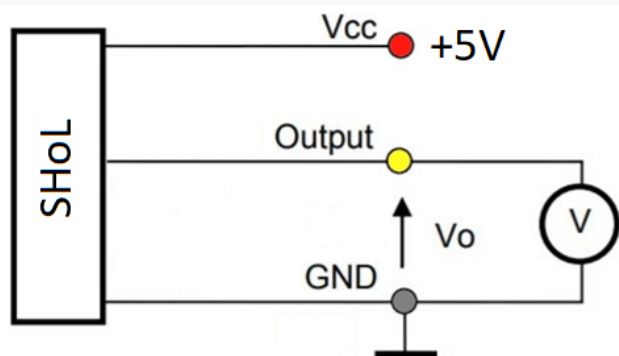 Vcc
+5V
SHoL
Output
V
Vo
GND